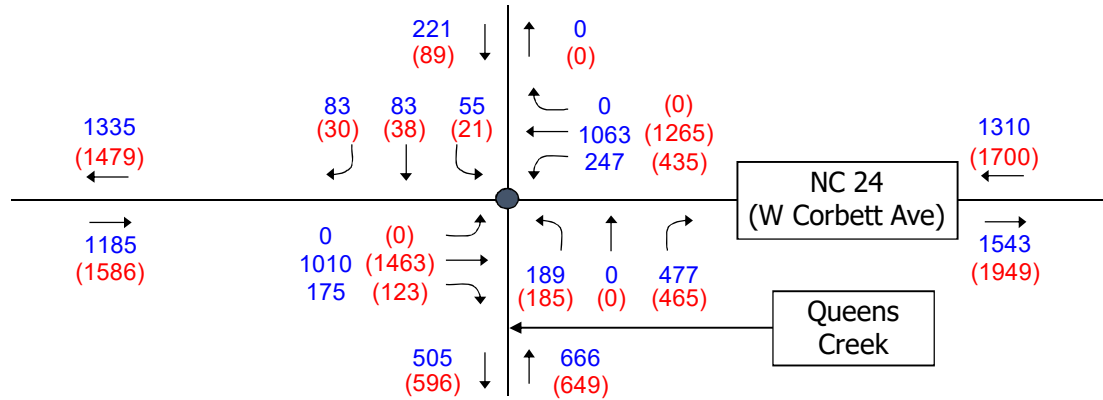 221 0
(89) (0)
83 83 55
(30) (38) (21)
0 (0)
1063 (1265)
247 (435)
1335
(1479)
1310
(1700)
NC 24
(W Corbett Ave)
1185
(1586)
0 (0)
1010 (1463)
175 (123)
189 0 477
(185) (0) (465)
1543
(1949)
Queens
Creek
505 666
(596) (649)